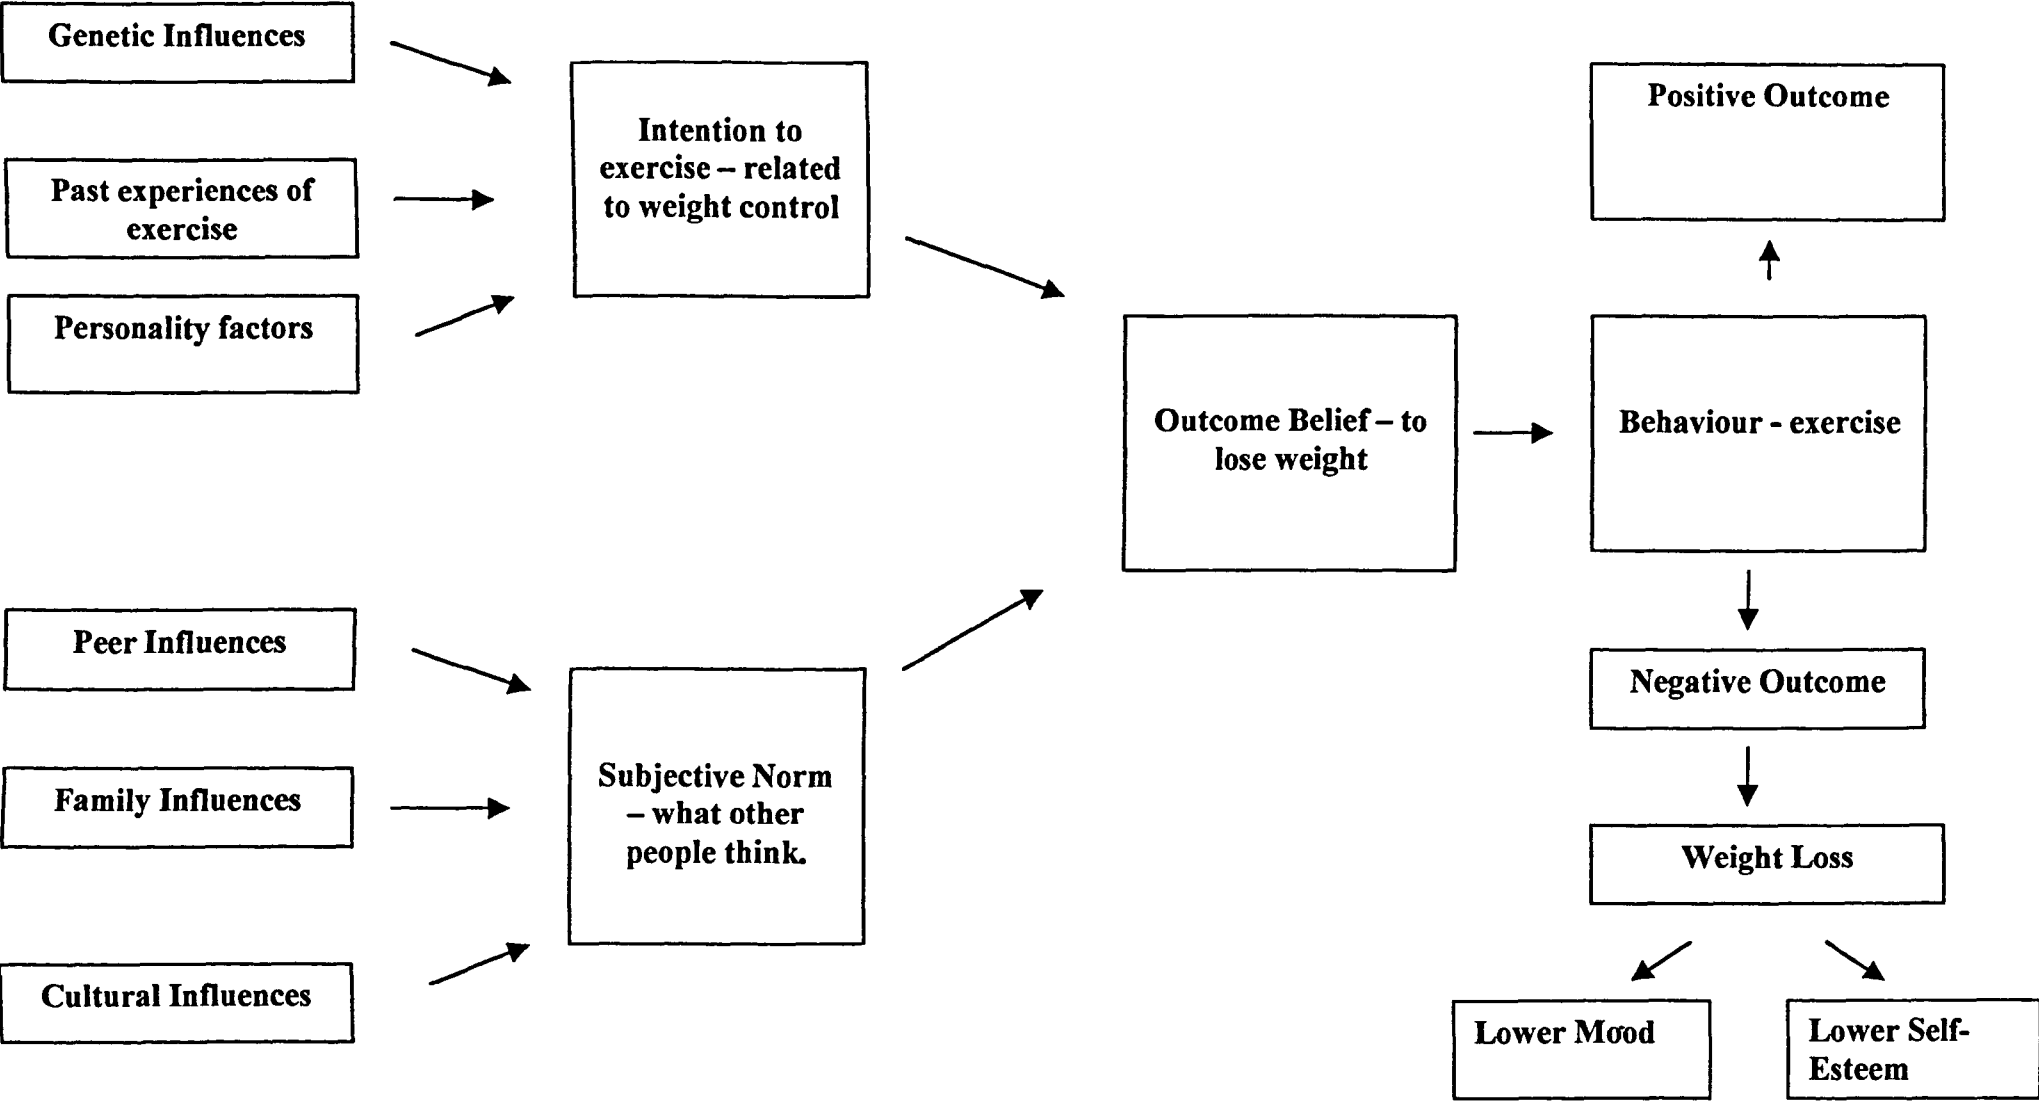 Genetic Influences
Past experiences of
exercise
Personality factors
Intention to
exercise – related
to weight control
Peer Influences
Family Influences
Cultural Influences
Subjective Norm
– what other
people think.
Outcome Belief – to
lose weight
Positive Outcome
Behaviour - exercise
Negative Outcome
Weight Loss
Lower Mood
Lower Self-
Esteem